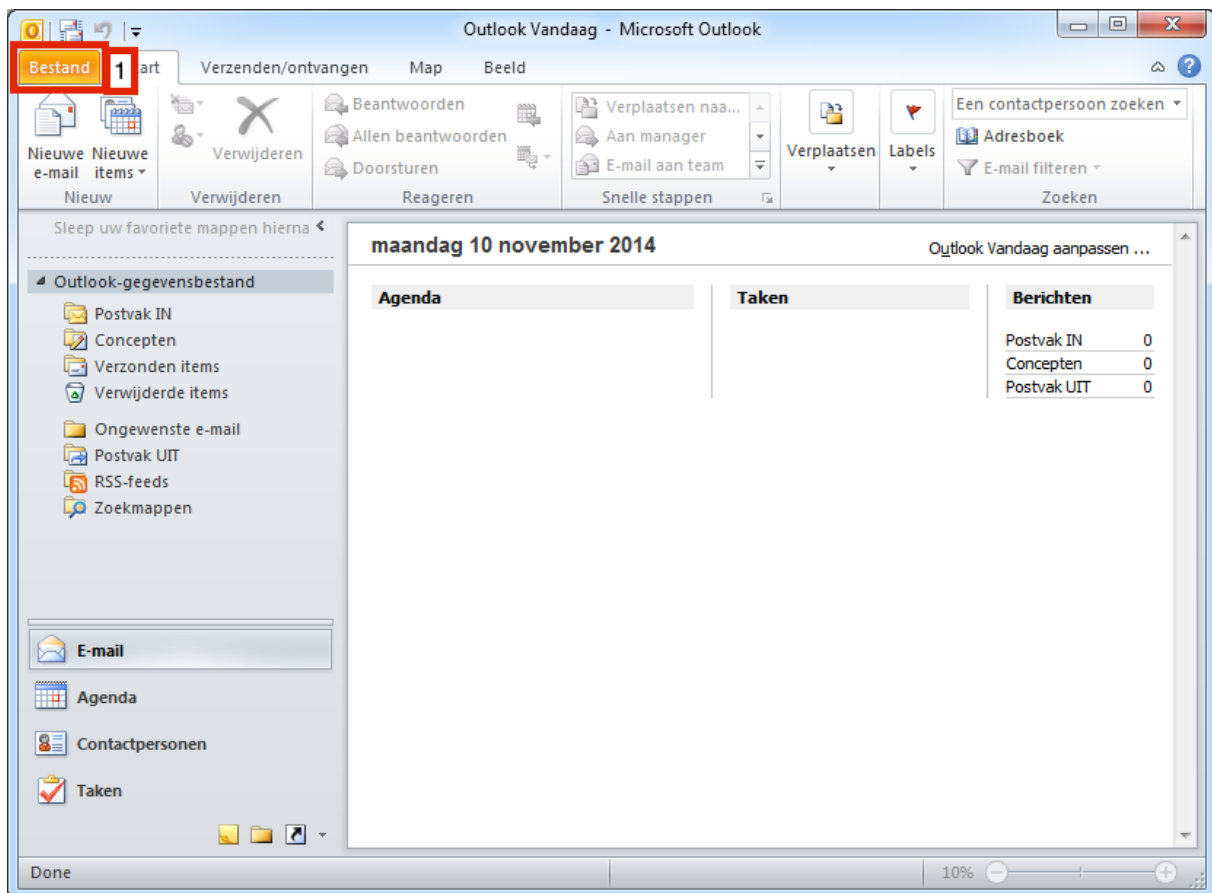 Outlook Vandaag - Microsoft Outlook
Bestand 1 art Verzenden/ontvangen Map Beeld
Nieuwe e-mail
Nieuwe items
Nieuw
Verwijderen
Verwijderen
Beantwoorden
Allen beantwoorden
Doorsturen
Reageren
Verplaatsen naa...
Aan manager
E-mail aan team
Snelle stappen
Verplaatsen
Labels
Een contactpersoon zoeken
Adresboek
E-mail filteren
Zoeken
Sleep uw favoriete mappen hierna
Outlook-gegevensbestand
Postvak IN
Concepten
Verzonden items
Verwijderde items
Ongewenste e-mail
Postvak UIT
RSS-feeds
Zoekmappen
E-mail
Agenda
Contactpersonen
Taken
maandag 10 november 2014
Outlook Vandaag aanpassen ...
Agenda
Taken
Berichten
Postvak IN 0
Concepten 0
Postvak UIT 0
Done
10%